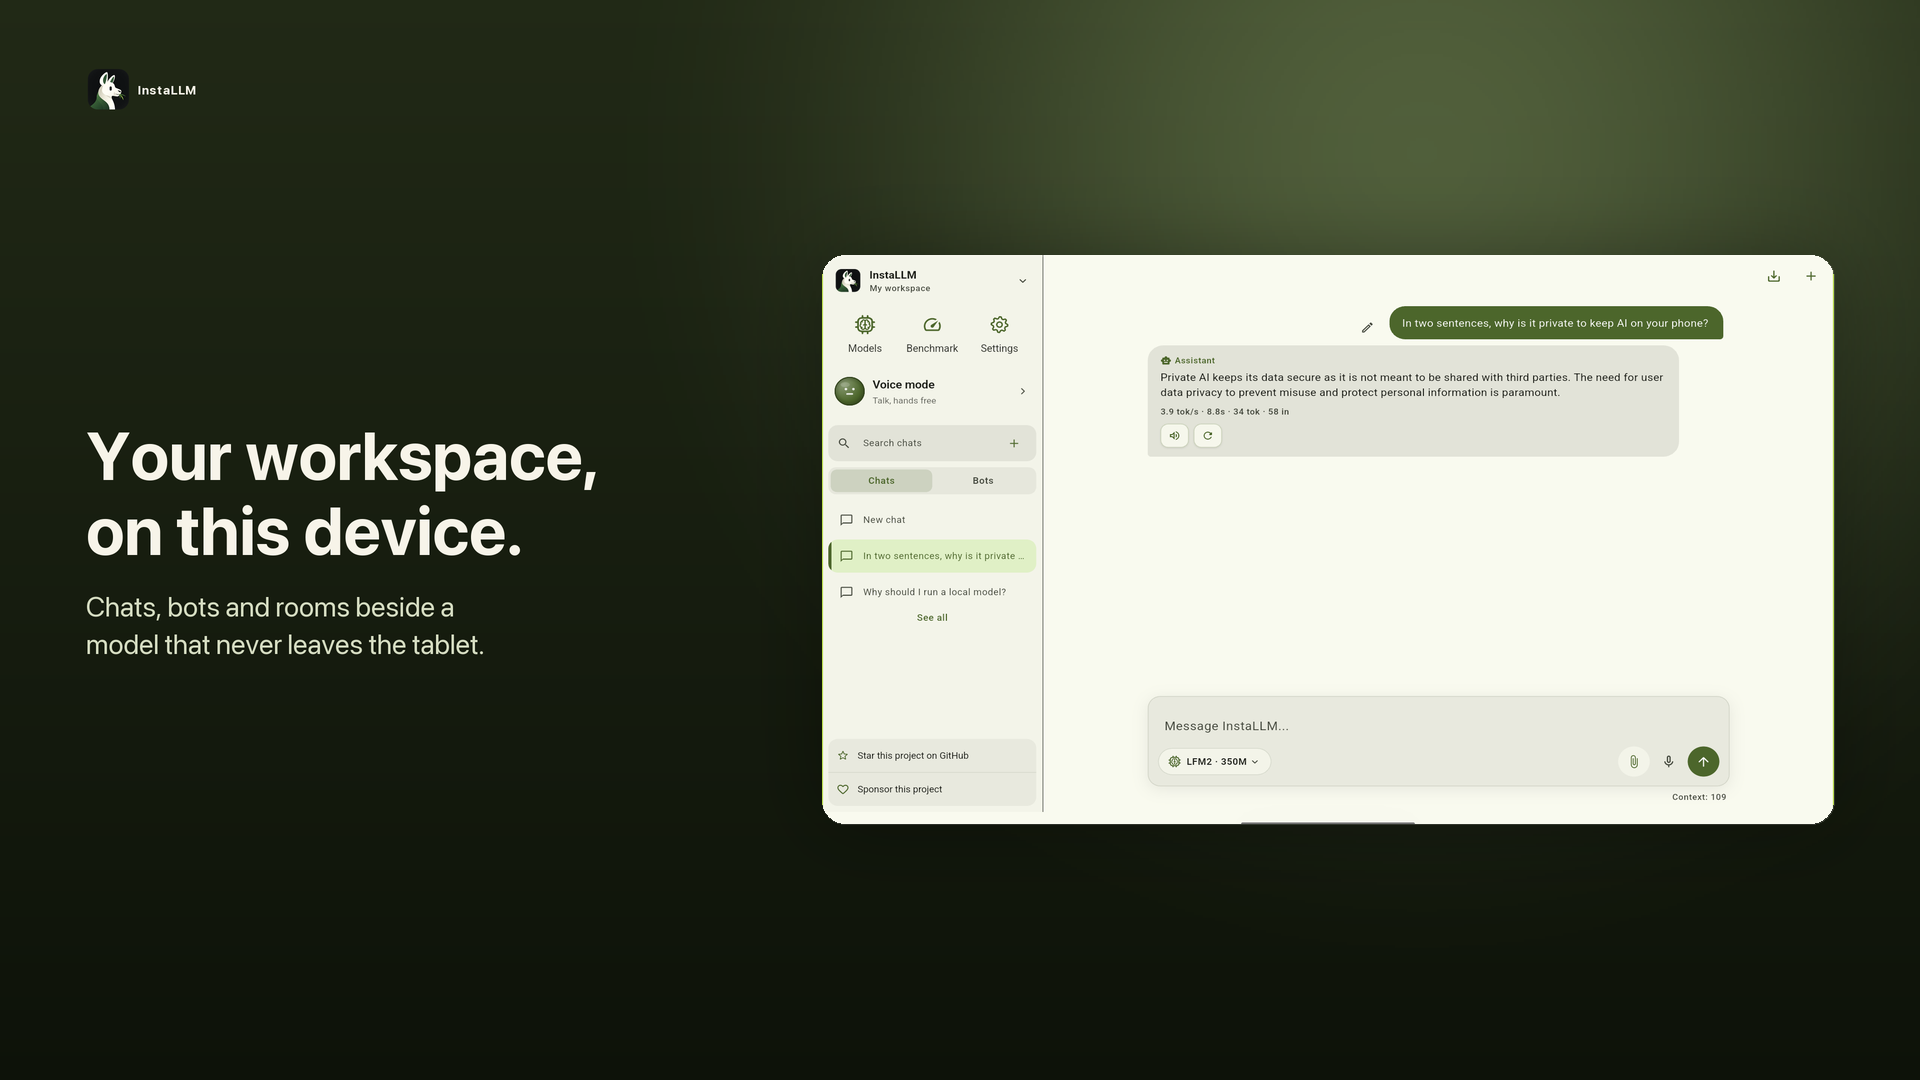 InstaLLM
Your workspace,
on this device.
Chats, bots and rooms beside a
model that never leaves the tablet.
InstaLLM
My workspace
Models
Benchmark
Settings
Voice mode
Talk, hands free
Search chats
Chats
Bots
New chat
In two sentences, why is it private ...
Why should I run a local model?
See all
Star this project on GitHub
Sponsor this project
In two sentences, why is it private to keep AI on your phone?
Assistant
Private AI keeps its data secure as it is not meant to be shared with third parties. The need for user
data privacy to prevent misuse and protect personal information is paramount.
3.9 tok/s · 8.8s · 34 tok · 58 in
Message InstaLLM...
LFM2 · 350M
Context: 109